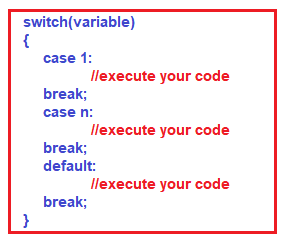 switch(variable)
{
case 1:
//execute your code
break;
case n:
//execute your code
break;
default:
//execute your code
break;
}